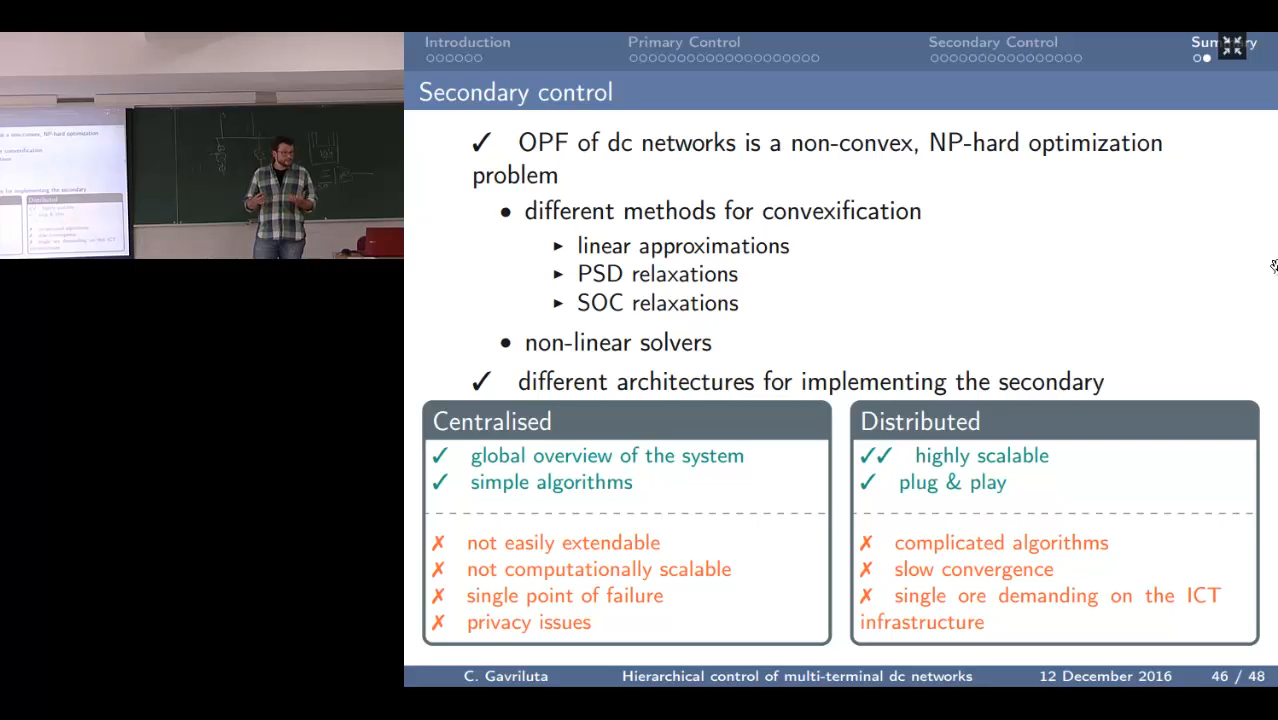 Introduction
Primary Control
Secondary Control
Secondary control
✓ OPF of dc networks is a non-convex, NP-hard optimization
problem
• different methods for convexification
▸ linear approximations
▸ PSD relaxations
▸ SOC relaxations
• non-linear solvers
✓ different architectures for implementing the secondary
Centralised
✓ global overview of the system
✓ simple algorithms
✗ not easily extendable
✗ not computationally scalable
✗ single point of failure
✗ privacy issues
Distributed
✓✓ highly scalable
✓ plug & play
✗ complicated algorithms
✗ slow convergence
✗ single ore demanding on the ICT
infrastructure
C. Gavriluta
Hierarchical control of multi-terminal dc networks
12 December 2016
46 / 48